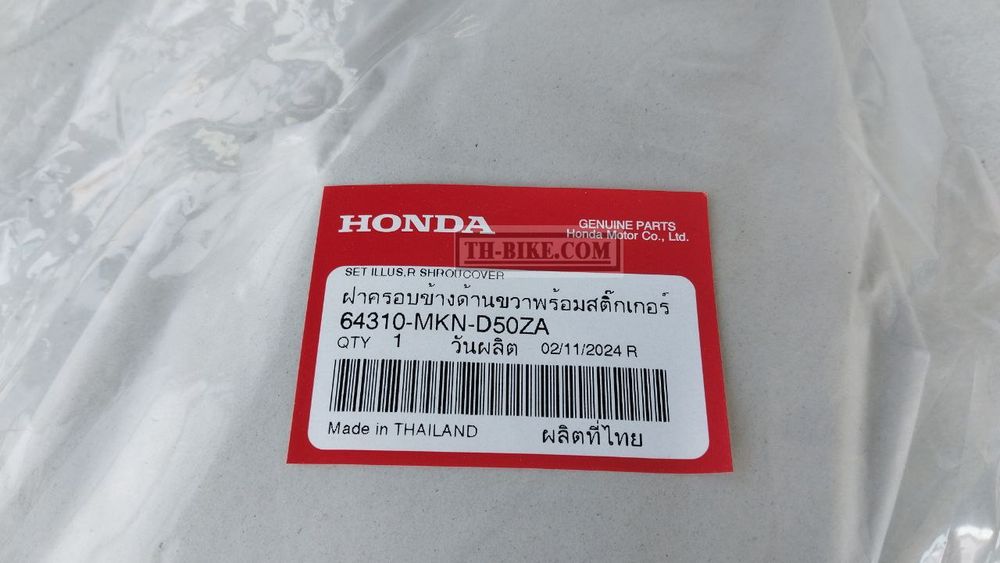 HONDA
GENUINE PARTS
Honda Motor Co., Ltd.
TH-BIKE.COM
SET ILLUS,R SHROUCOVER
ฝาครอบข้างด้านขวาพร้อมสติ๊กเกอร์
64310-MKN-D50ZA
QTY 1 วันผลิต 02/11/2024 R
Made in THAILAND ผลิตที่ไทย